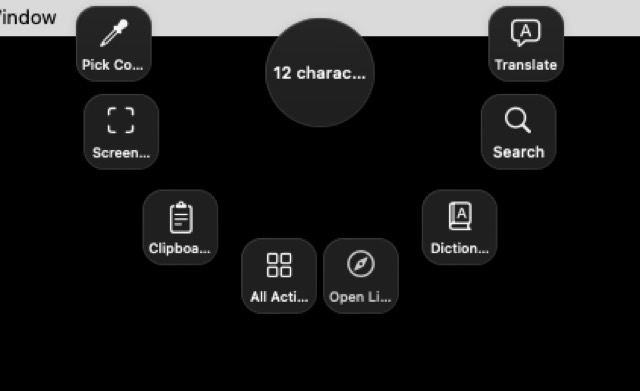 Window
Pick Co...
12 charac...
Translate
Screen...
Search
Clipboa...
Diction...
All Acti...
Open Li...